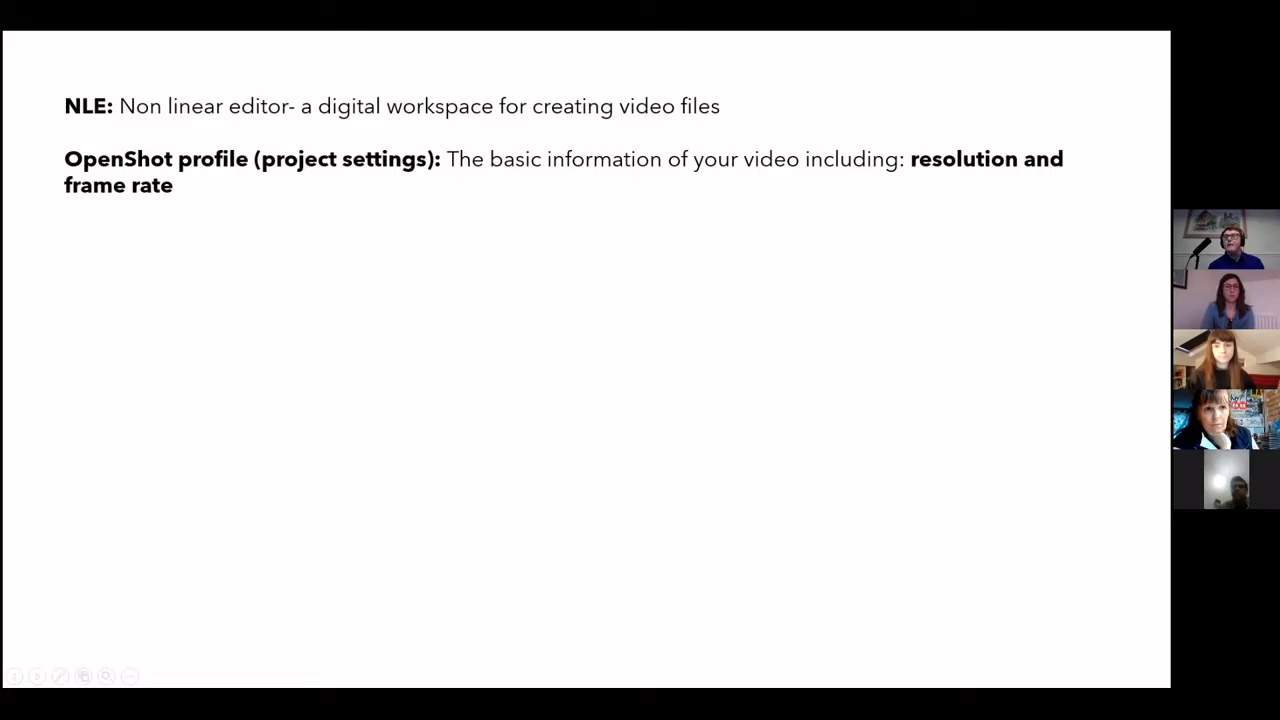 NLE: Non linear editor- a digital workspace for creating video files
OpenShot profile (project settings): The basic information of your video including: resolution and
frame rate